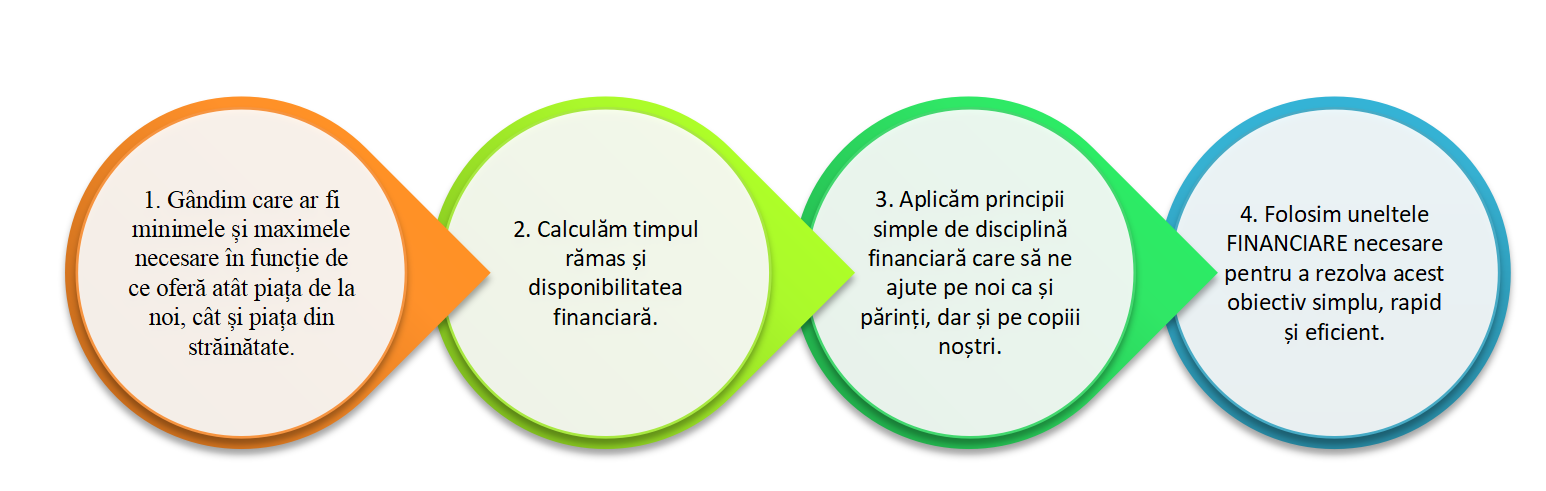 1. Gândim care ar fi
minimele și maximele
necesare în funcție de
ce oferă atât piața de la
noi, cât și piața din
străinătate.
2. Calculăm timpul
rămas și
disponibilitatea
financiară.
3. Aplicăm principii
simple de disciplină
financiară care să ne
ajute pe noi ca și
părinți, dar și pe copiii
noștri.
4. Folosim uneltele
FINANCIARE necesare
pentru a rezolva acest
obiectiv simplu, rapid
și eficient.